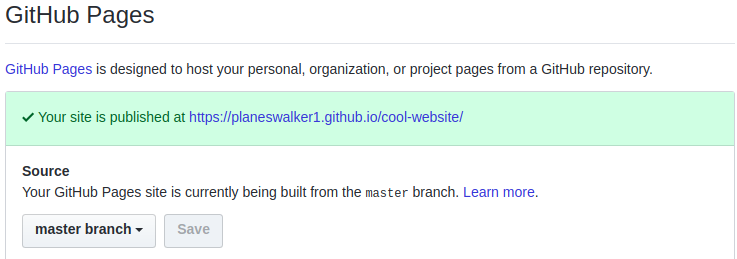 GitHub Pages
GitHub Pages is designed to host your personal, organization, or project pages from a GitHub repository.
Your site is published at https://planeswalker1.github.io/cool-website/
Source
Your GitHub Pages site is currently being built from the master branch. Learn more.
master branch
Save